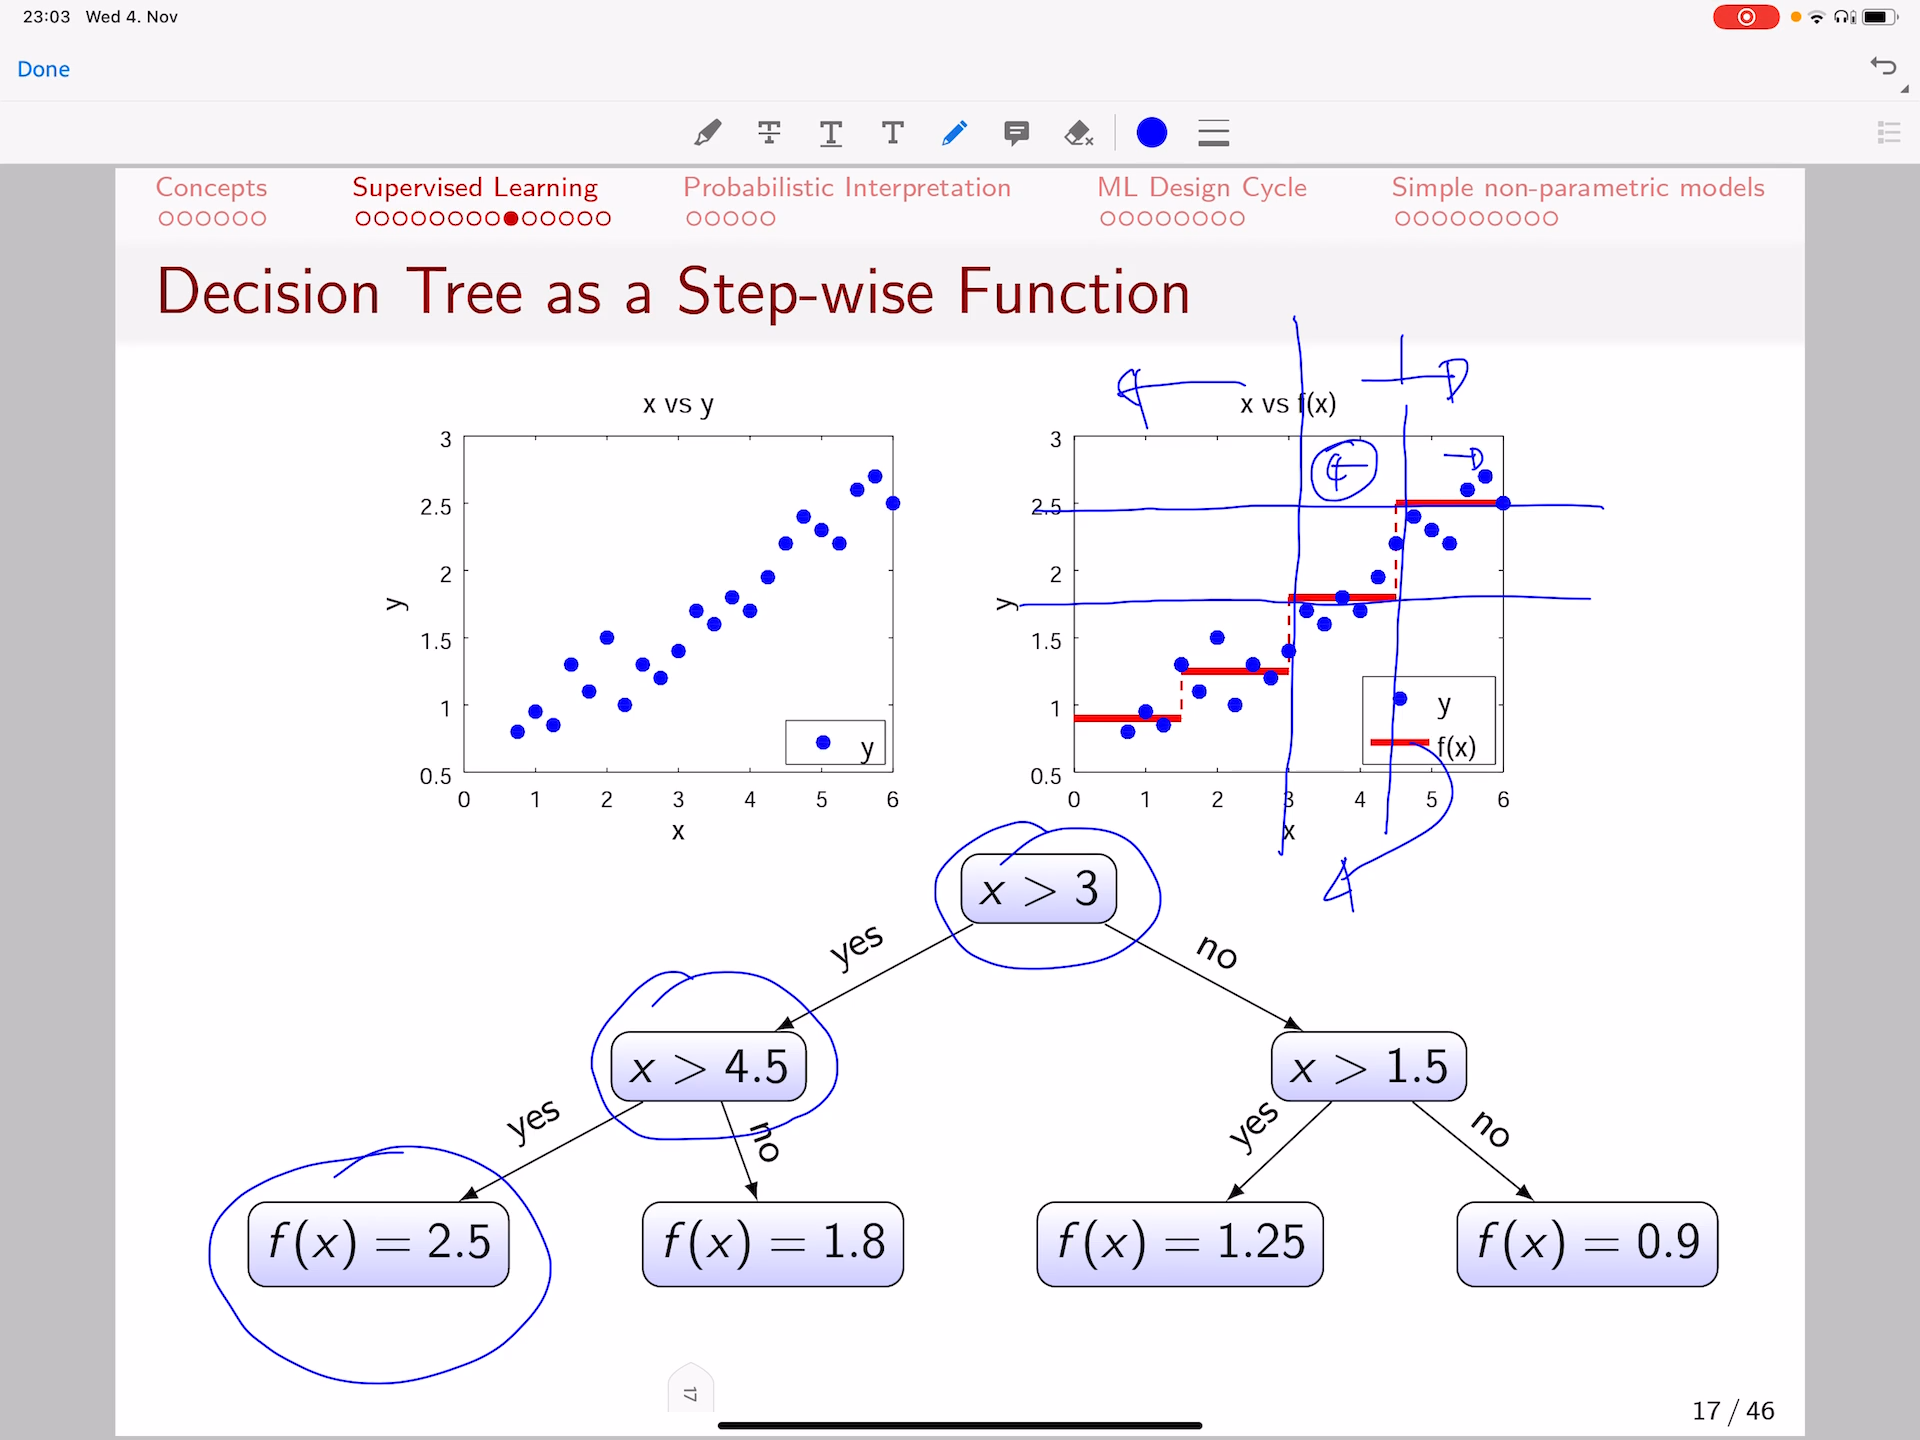 23:03 Wed 4. Nov
Done
Concepts Supervised Learning Probabilistic Interpretation ML Design Cycle Simple non-parametric models
Decision Tree as a Step-wise Function
x vs y
3
2.5
2
1.5
1
0.5
y
0 1 2 3 4 5 6
x
y
x vs f(x)
3
2.5
2
1.5
1
0.5
y
0 1 2 3 4 5 6
x
y
f(x)
x > 3
yes no
x > 4.5 x > 1.5
yes no yes no
f(x) = 2.5 f(x) = 1.8 f(x) = 1.25 f(x) = 0.9
17
17 / 46